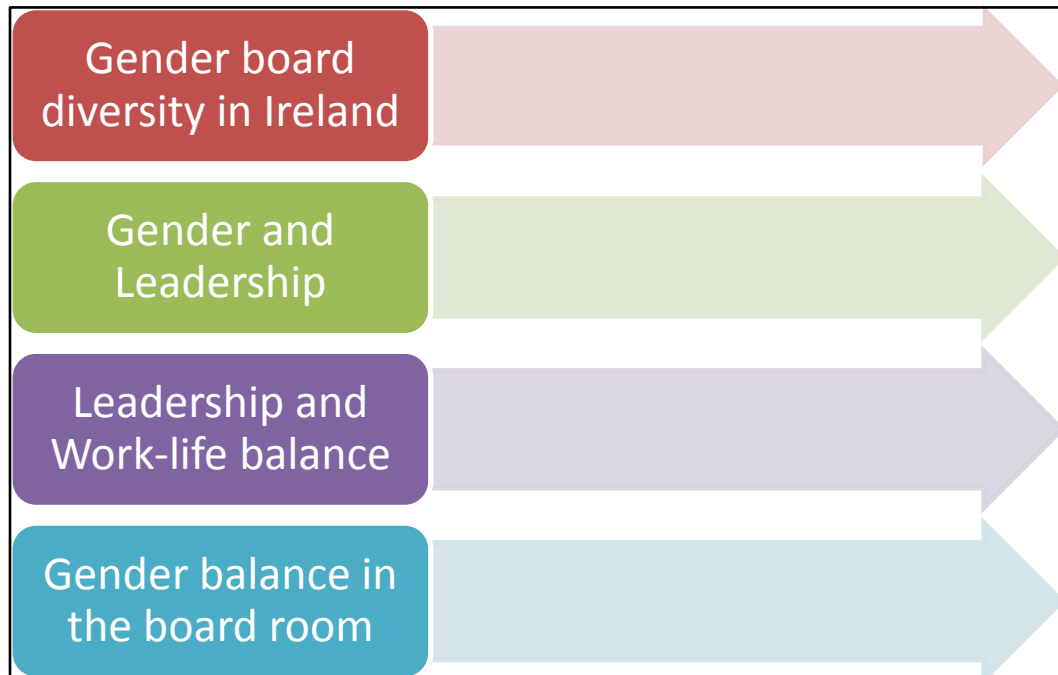 Gender board
diversity in Ireland
Gender and
Leadership
Leadership and
Work-life balance
Gender balance in
the board room